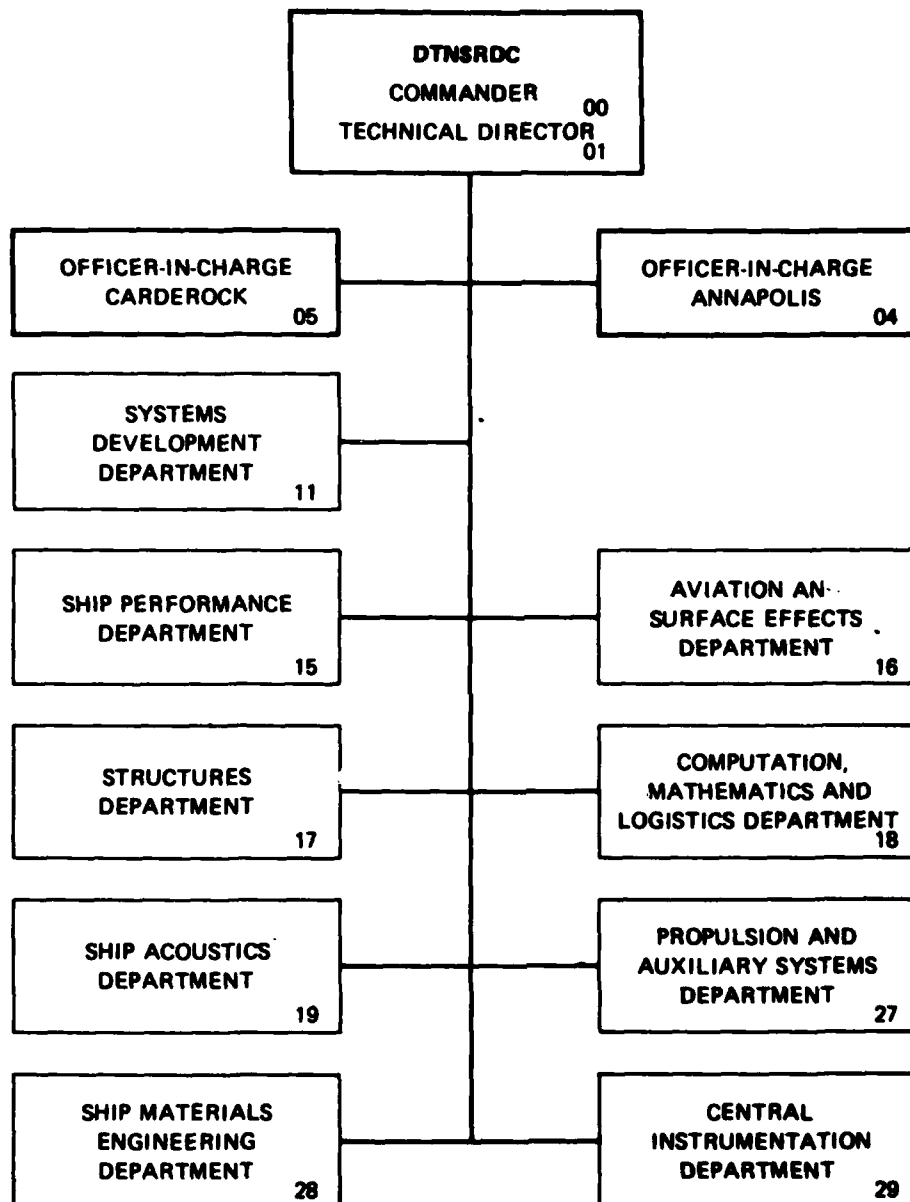 DTNSRDC
COMMANDER 00
TECHNICAL DIRECTOR 01
OFFICER-IN-CHARGE
CARDEROCK
05
OFFICER-IN-CHARGE
ANNAPOLIS
04
SYSTEMS
DEVELOPMENT
DEPARTMENT
11
SHIP PERFORMANCE
DEPARTMENT
15
AVIATION AN
SURFACE EFFECTS
DEPARTMENT
16
STRUCTURES
DEPARTMENT
17
COMPUTATION,
MATHEMATICS AND
LOGISTICS DEPARTMENT
18
SHIP ACOUSTICS
DEPARTMENT
19
PROPULSION AND
AUXILIARY SYSTEMS
DEPARTMENT
27
SHIP MATERIALS
ENGINEERING
DEPARTMENT
28
CENTRAL
INSTRUMENTATION
DEPARTMENT
29